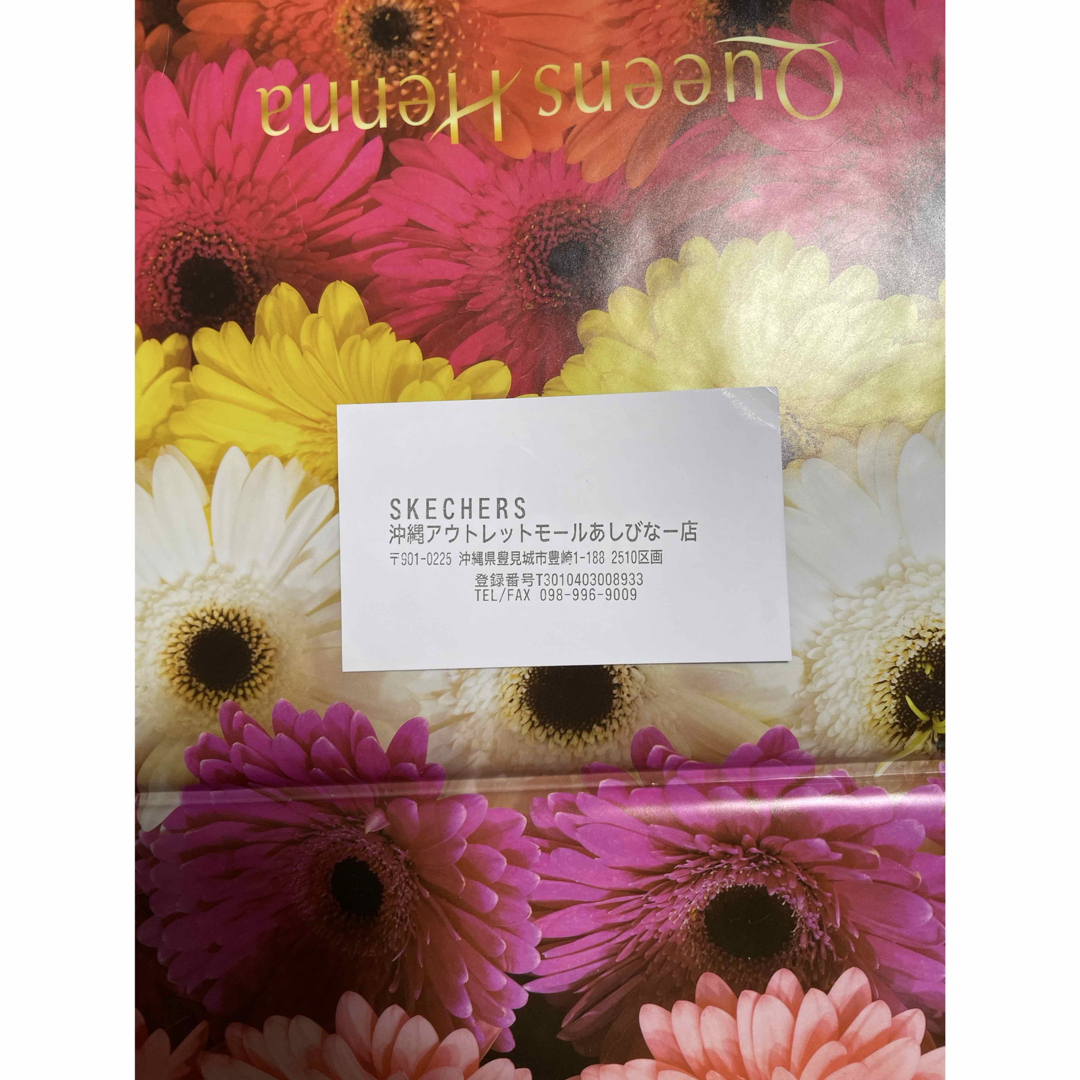 Queens Henna
SKECHERS
沖縄アウトレットモールあしびなー店
〒901-0225 沖縄県豊見城市豊崎1-188 2510区画
登録番号T3010403008933
TEL/FAX 098-996-9009